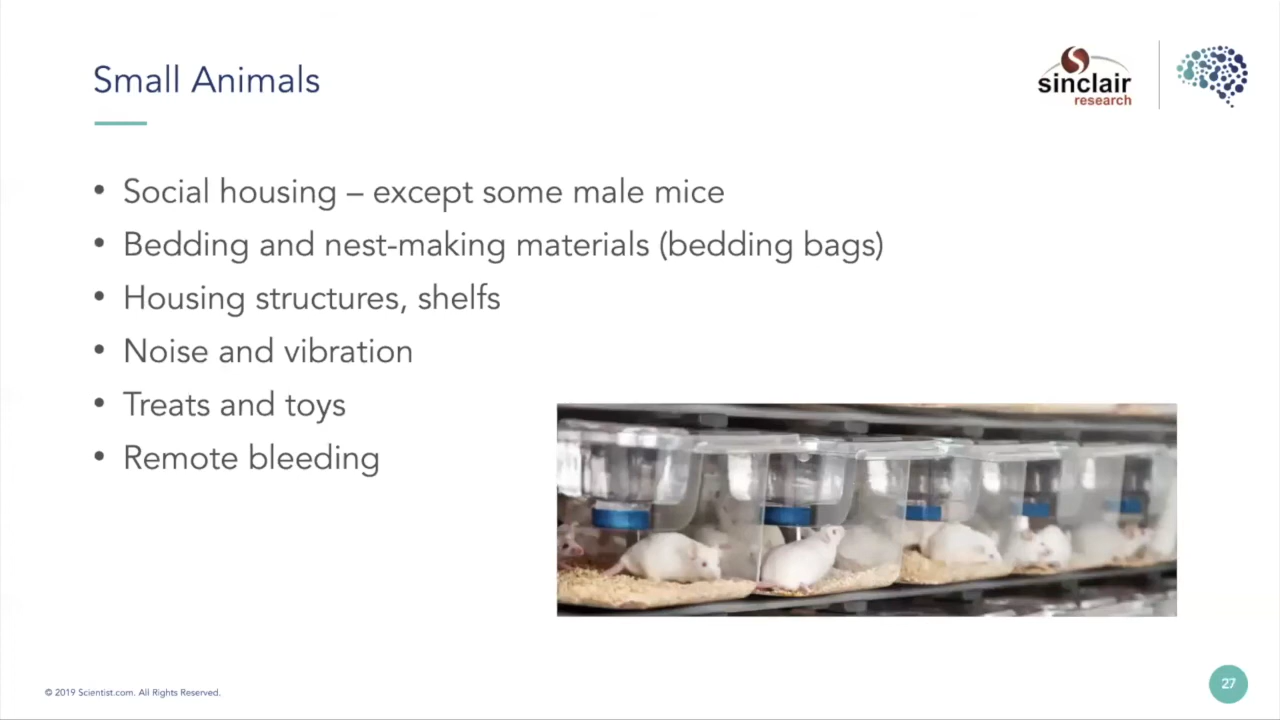 Small Animals
sinclair
research
• Social housing – except some male mice
• Bedding and nest-making materials (bedding bags)
• Housing structures, shelfs
• Noise and vibration
• Treats and toys
• Remote bleeding
© 2019 Scientist.com. All Rights Reserved.
27